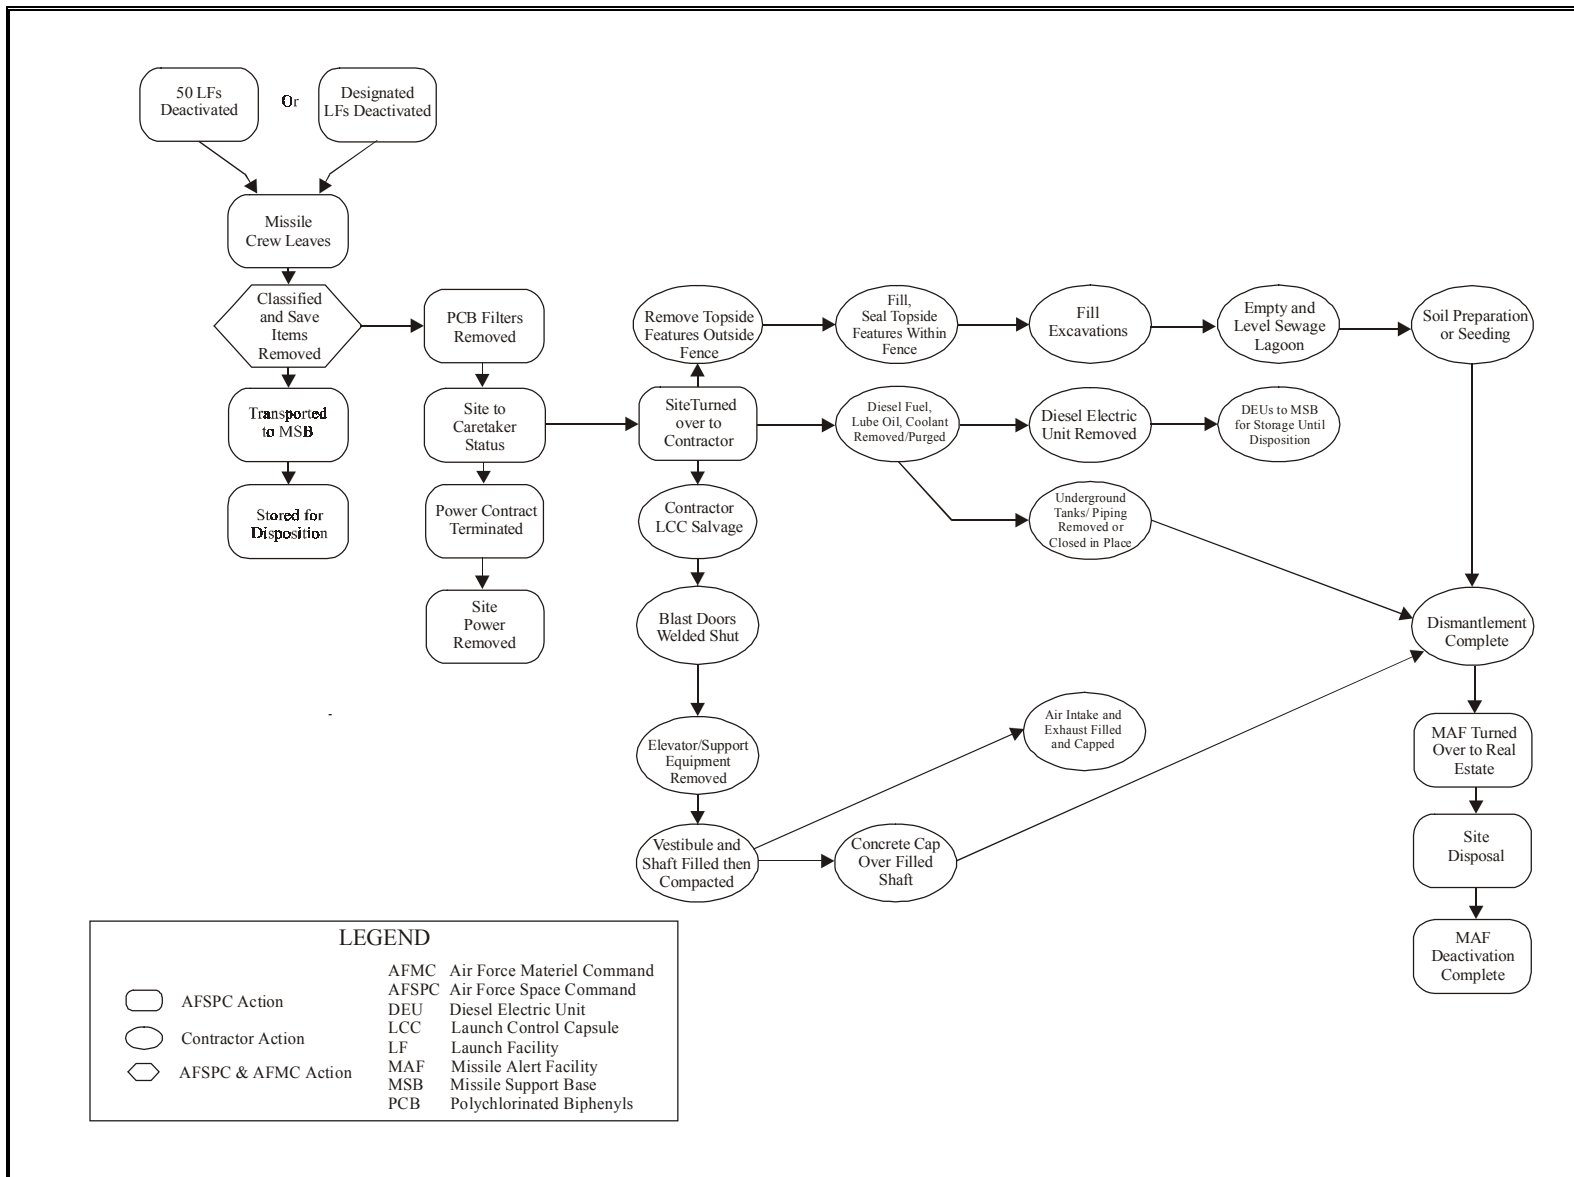 50 LFs
Deactivated
Or
Designated
LFs Deactivated
Missile
Crew Leaves
Classified
and Save
Items
Removed
Transported
to MSB
Stored for
Disposition
PCB Filters
Removed
Site to
Caretaker
Status
Power Contract
Terminated
Site
Power
Removed
Remove Topside
Features Outside
Fence
Fill,
Seal Topside
Features Within
Fence
Fill
Excavations
Empty and
Level Sewage
Lagoon
Soil Preparation
or Seeding
SiteTurned
over to
Contractor
Diesel Fuel,
Lube Oil, Coolant
Removed/Purged
Diesel Electric
Unit Removed
DEUs to MSB
for Storage Until
Disposition
Contractor
LCC Salvage
Underground
Tanks/ Piping
Removed or
Closed in Place
Blast Doors
Welded Shut
Dismantlement
Complete
Elevator/Support
Equipment
Removed
Air Intake and
Exhaust Filled
and Capped
MAF Turned
Over to Real
Estate
Vestibule and
Shaft Filled then
Compacted
Concrete Cap
Over Filled
Shaft
Site
Disposal
MAF
Deactivation
Complete
LEGEND
AFSPC Action
Contractor Action
AFSPC & AFMC Action
AFMC Air Force Materiel Command
AFSPC Air Force Space Command
DEU Diesel Electric Unit
LCC Launch Control Capsule
LF Launch Facility
MAF Missile Alert Facility
MSB Missile Support Base
PCB Polychlorinated Biphenyls